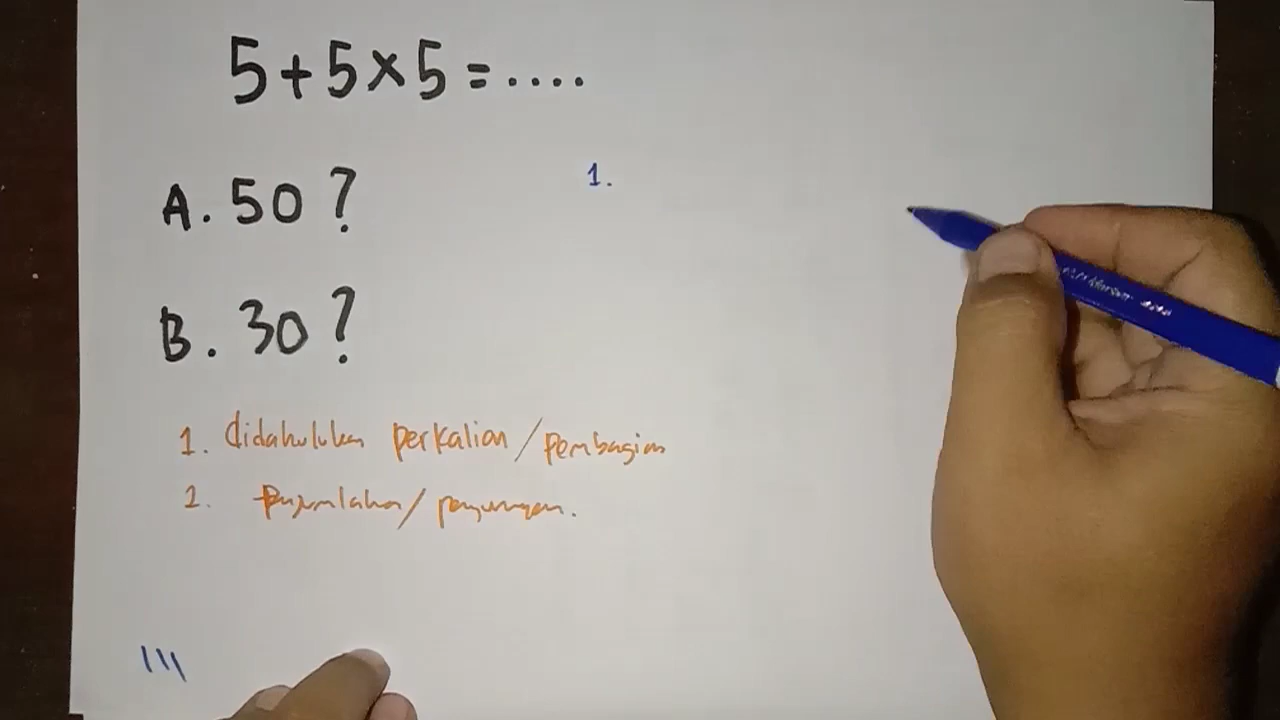 5+5×5=....
A. 50 ?
1.
B. 30 ?
1. didahulukan perkalian/pembagian
2. Penjumlahan/pengurangan.